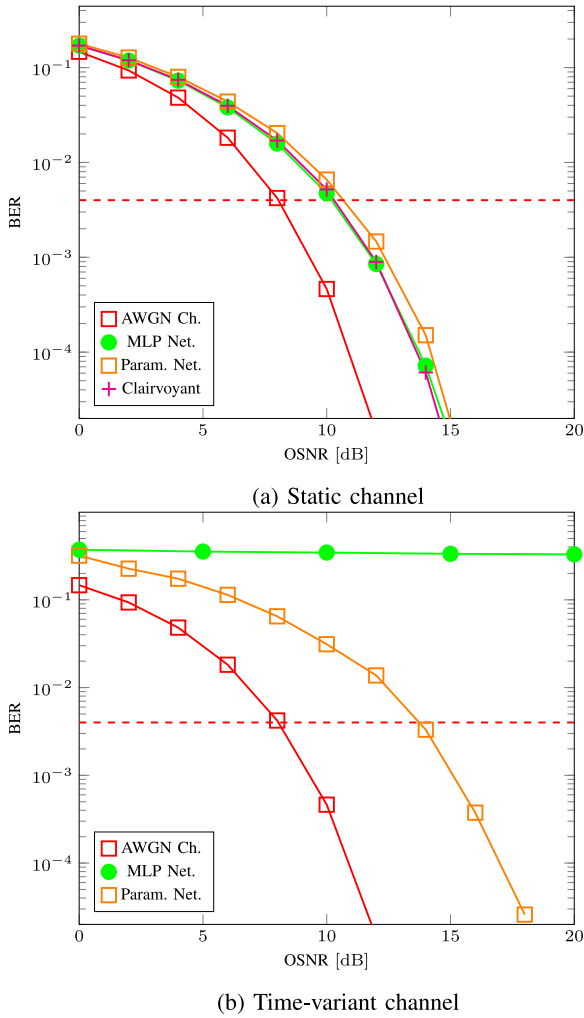 10⁻¹
10⁻²
10⁻³
10⁻⁴
BER
AWGN Ch.
MLP Net.
Param. Net.
Clairvoyant
0 5 10 15 20
OSNR [dB]
(a) Static channel
10⁻¹
10⁻²
10⁻³
10⁻⁴
BER
AWGN Ch.
MLP Net.
Param. Net.
0 5 10 15 20
OSNR [dB]
(b) Time-variant channel